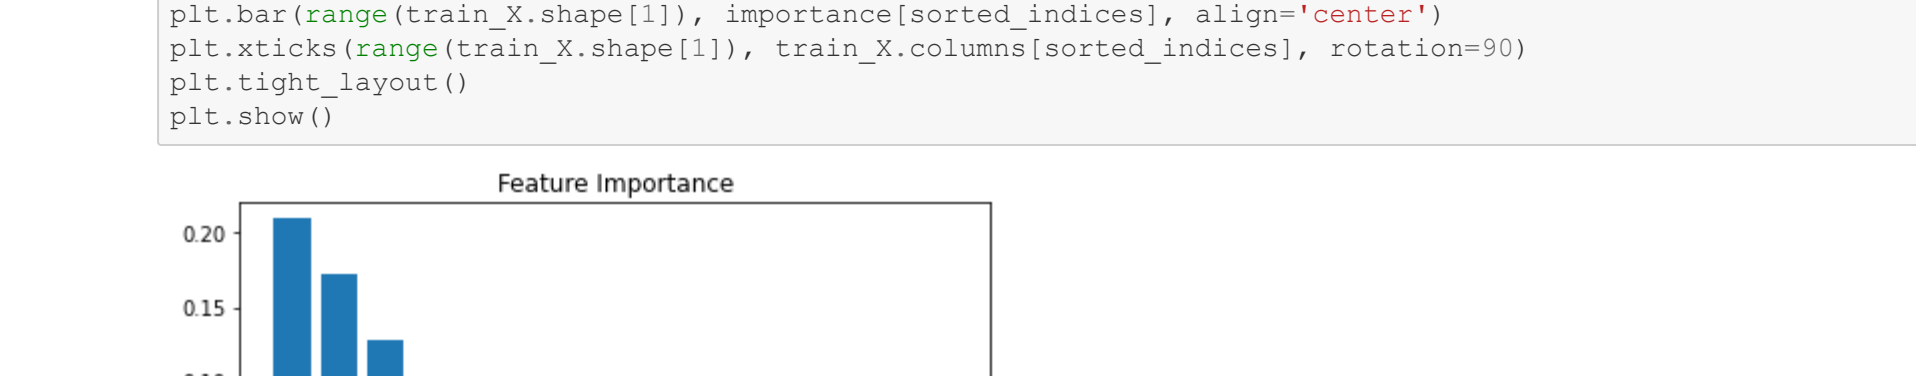 plt.bar(range(train_X.shape[1]), importance[sorted_indices], align='center')
plt.xticks(range(train_X.shape[1]), train_X.columns[sorted_indices], rotation=90)
plt.tight_layout()
plt.show()
Feature Importance
0.20
0.15